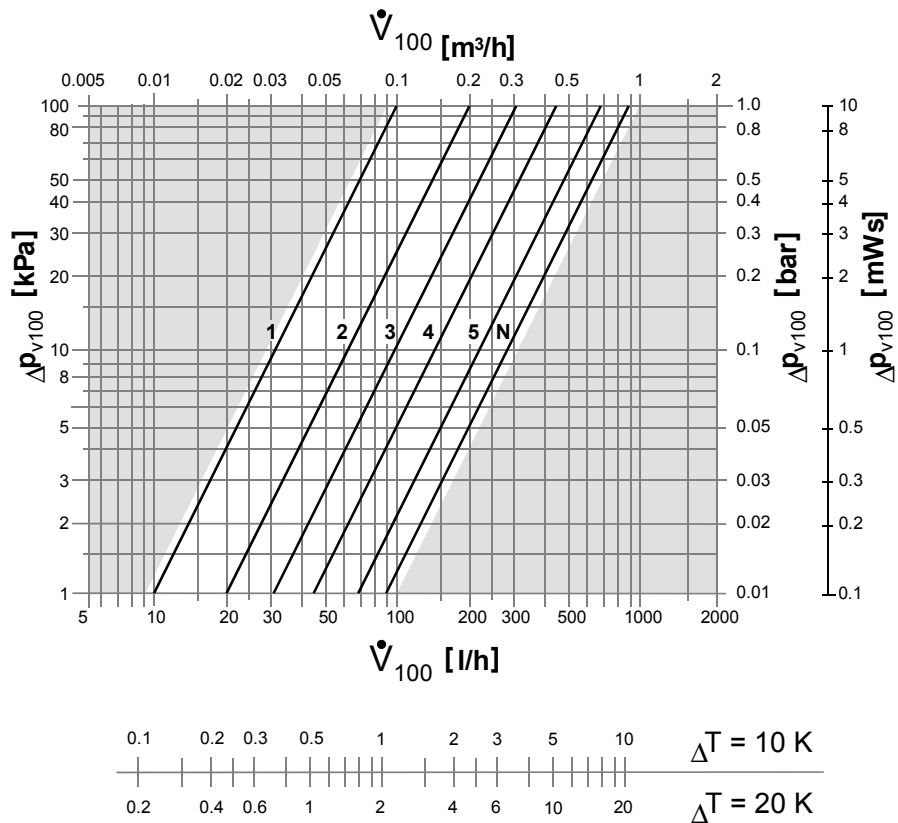 V̇100 [m³/h]
0.005 0.01 0.02 0.03 0.05 0.1 0.2 0.3 0.5 1 2
100 1.0 10
80 0.8 8
50 0.5 5
40 0.4 4
30 0.3 3
20 0.2 2
1 2 3 4 5 N
10 0.1 1
8
5 0.05 0.5
3 0.03 0.3
2 0.02 0.2
1 0.01 0.1
Δpv100 [kPa]
Δpv100 [bar]
Δpv100 [mWs]
5 10 20 30 50 100 200 300 500 1000 2000
V̇100 [l/h]
0.1 0.2 0.3 0.5 1 2 3 5 10 ΔT = 10 K
0.2 0.4 0.6 1 2 4 6 10 20 ΔT = 20 K